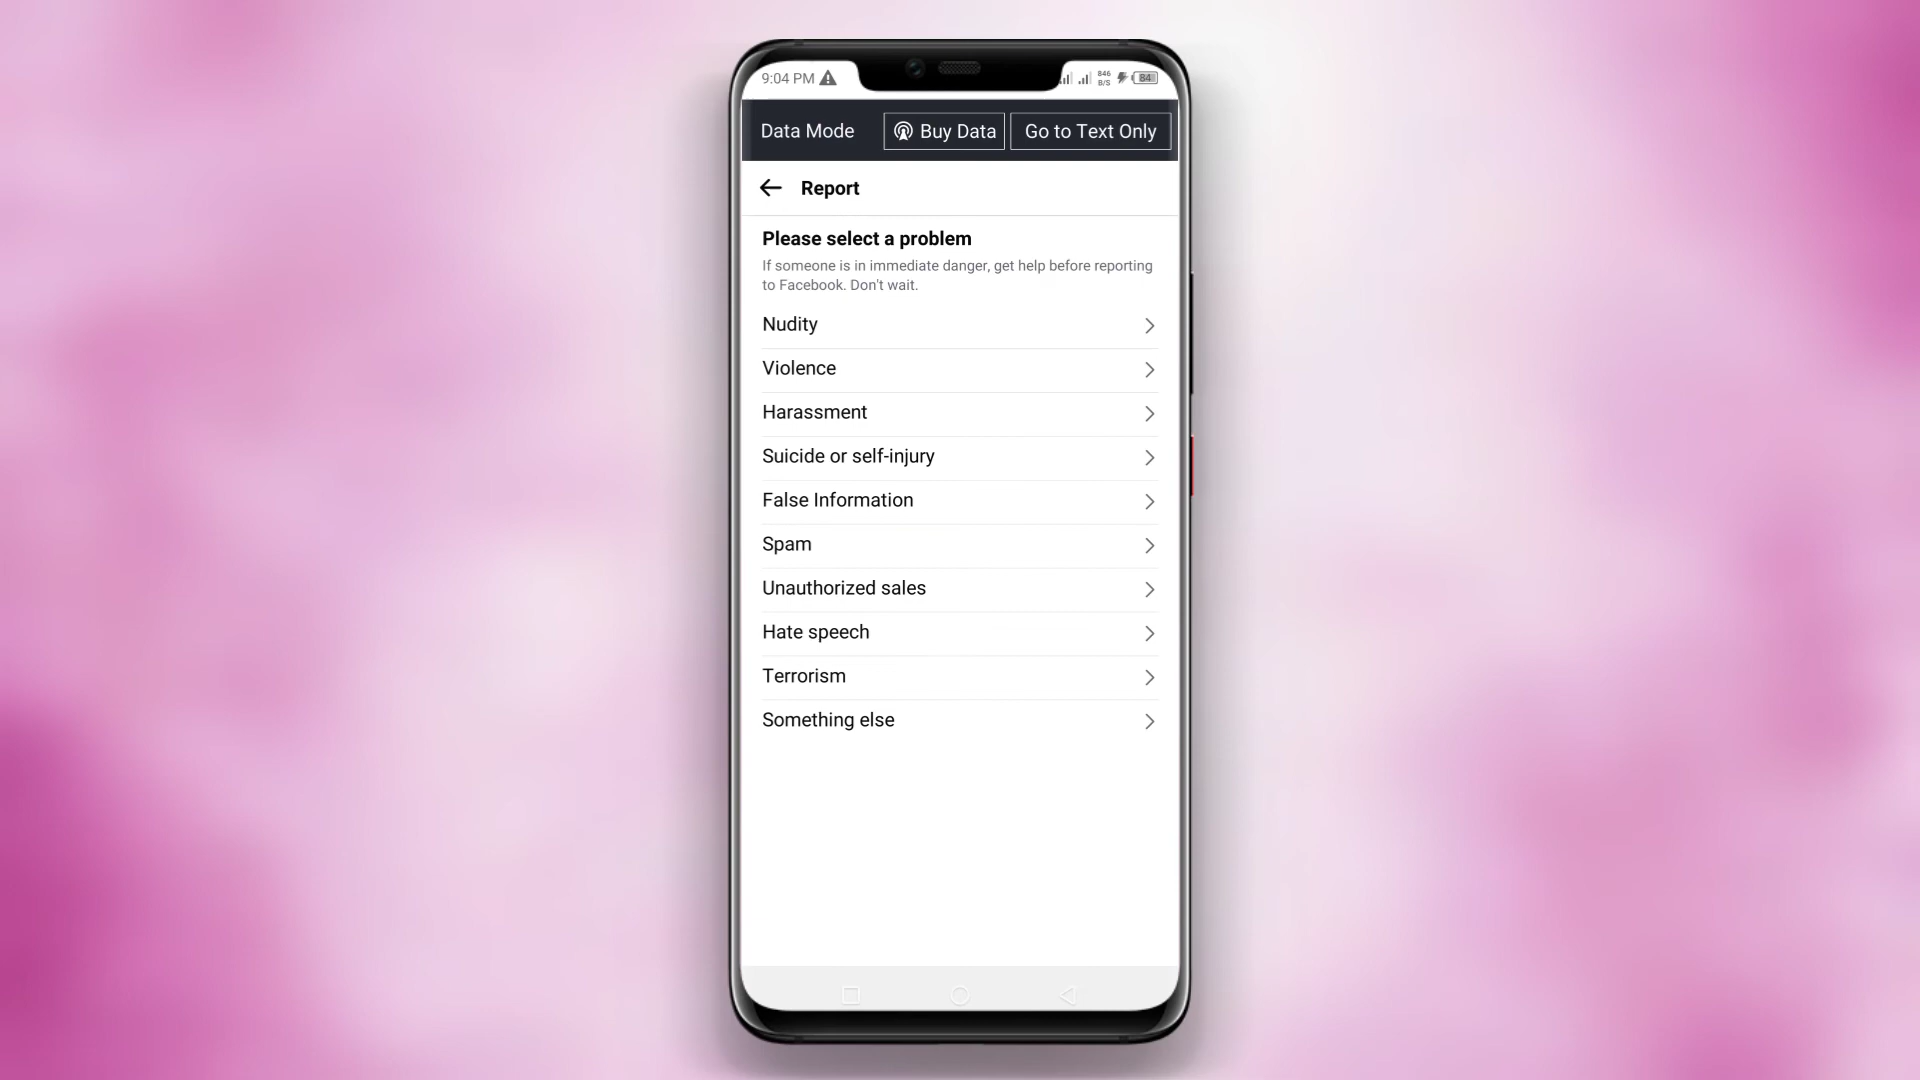 9:04 PM 846 B/S 84
Data Mode Buy Data Go to Text Only
Report
Please select a problem
If someone is in immediate danger, get help before reporting
to Facebook. Don't wait.
Nudity
Violence
Harassment
Suicide or self-injury
False Information
Spam
Unauthorized sales
Hate speech
Terrorism
Something else